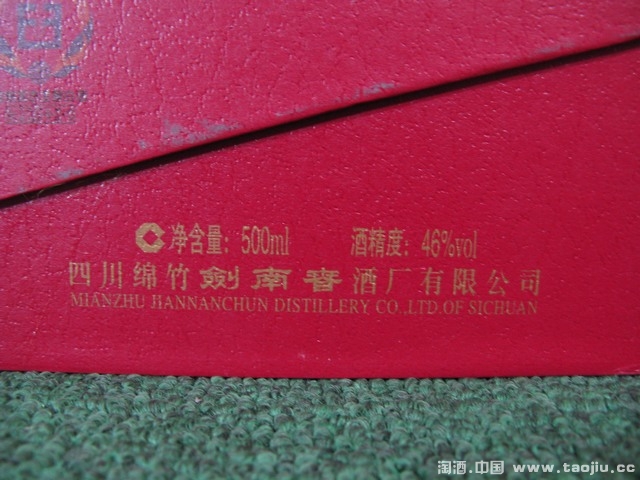 净含量: 500ml 酒精度: 46%vol
四川绵竹劍南春酒厂有限公司
MIANZHU JIANNANCHUN DISTILLERY CO.,LTD.OF SICHUAN
淘酒.中国 www.taojiu.cc